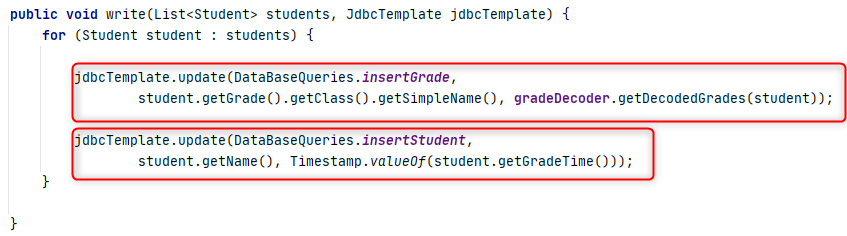 public void write(List<Student> students, JdbcTemplate jdbcTemplate) {
for (Student student : students) {
jdbcTemplate.update(DataBaseQueries.insertGrade,
student.getGrade().getClass().getSimpleName(), gradeDecoder.getDecodedGrades(student));
jdbcTemplate.update(DataBaseQueries.insertStudent,
student.getName(), Timestamp.valueOf(student.getGradeTime()));
}
}